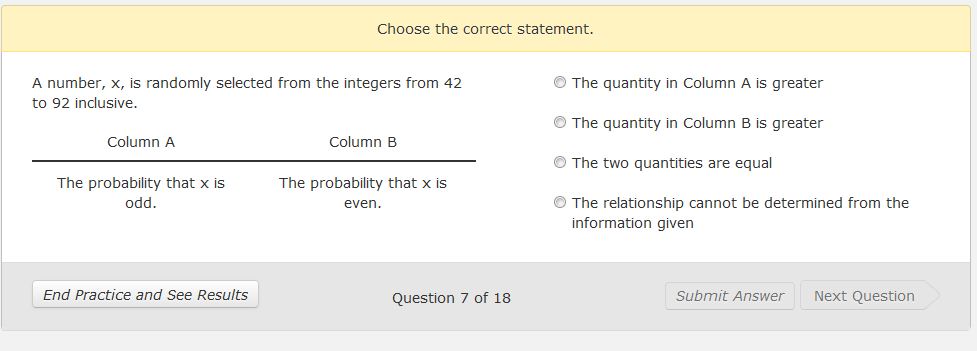 Choose the correct statement.
A number, x, is randomly selected from the integers from 42
to 92 inclusive.
Column A
Column B
The probability that x is
odd.
The probability that x is
even.
The quantity in Column A is greater
The quantity in Column B is greater
The two quantities are equal
The relationship cannot be determined from the
information given
End Practice and See Results
Question 7 of 18
Submit Answer
Next Question